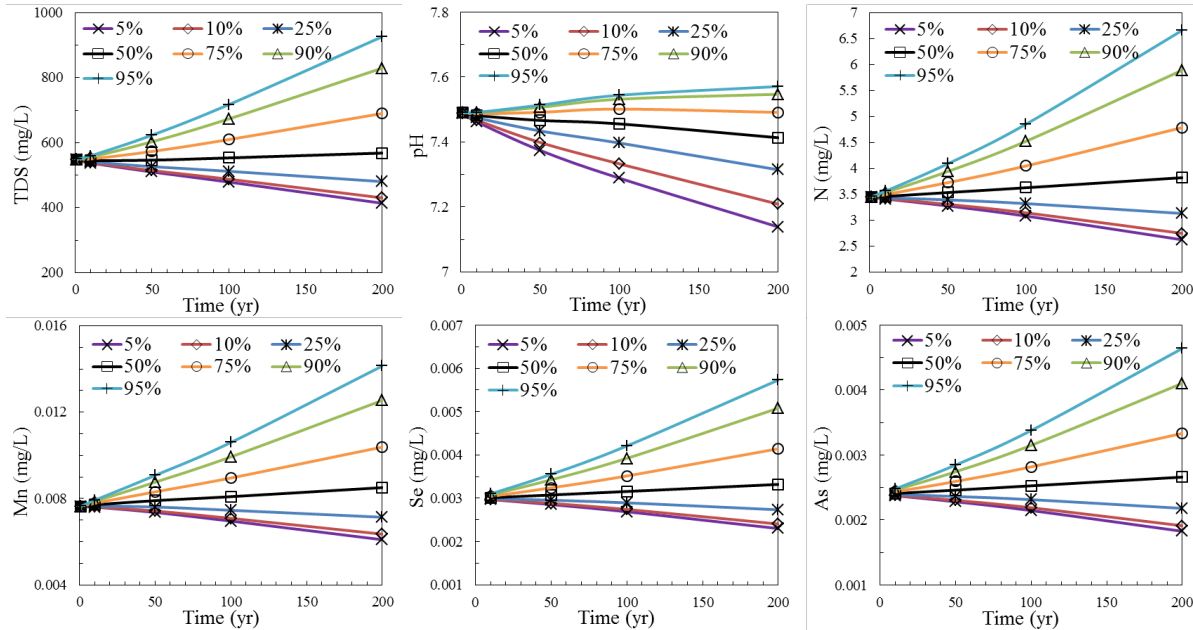 1000
800
600
400
200
TDS (mg/L)
5% 10% 25%
50% 75% 90%
95%
0 50 100 150 200
Time (yr)
7.8
7.6
7.4
7.2
7
pH
5% 10% 25%
50% 75% 90%
95%
0 50 100 150 200
Time (yr)
7
6.5
6
5.5
5
4.5
4
3.5
3
2.5
2
N (mg/L)
5% 10% 25%
50% 75% 90%
95%
0 50 100 150 200
Time (yr)
0.016
0.012
0.008
0.004
Mn (mg/L)
5% 10% 25%
50% 75% 90%
95%
0 50 100 150 200
Time (yr)
0.007
0.006
0.005
0.004
0.003
0.002
0.001
Se (mg/L)
5% 10% 25%
50% 75% 90%
95%
0 50 100 150 200
Time (yr)
0.005
0.004
0.003
0.002
0.001
As (mg/L)
5% 10% 25%
50% 75% 90%
95%
0 50 100 150 200
Time (yr)